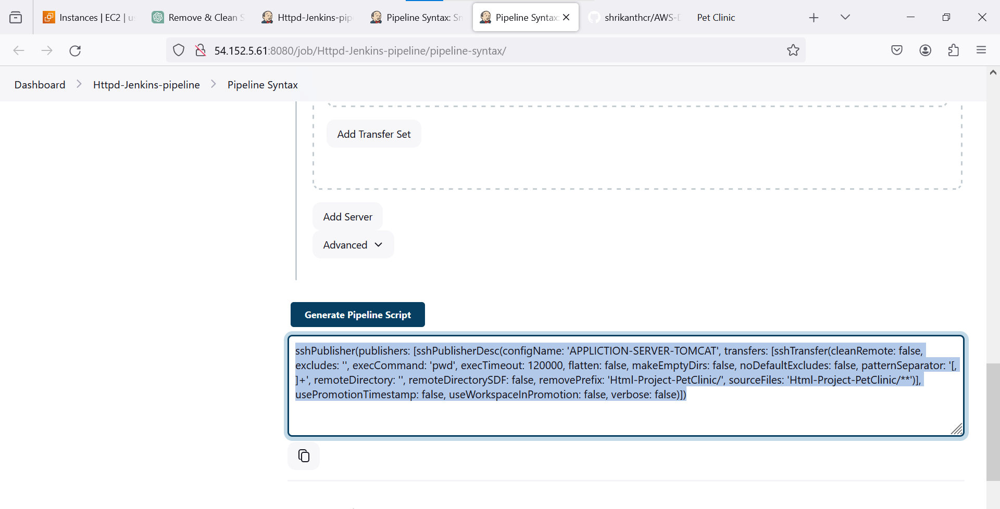 Instances | EC2 | us
Remove & Clean S
Httpd-Jenkins-pip
Pipeline Syntax: Sn
Pipeline Syntax:
shrikanthcr/AWS-D
Pet Clinic
54.152.5.61:8080/job/Httpd-Jenkins-pipeline/pipeline-syntax/
Dashboard
Httpd-Jenkins-pipeline
Pipeline Syntax
Add Transfer Set
Add Server
Advanced
Generate Pipeline Script
sshPublisher(publishers: [sshPublisherDesc(configName: 'APPLICTION-SERVER-TOMCAT', transfers: [sshTransfer(cleanRemote: false,
excludes: '', execCommand: 'pwd', execTimeout: 120000, flatten: false, makeEmptyDirs: false, noDefaultExcludes: false, patternSeparator: '[,
]+', remoteDirectory: '', remoteDirectorySDF: false, removePrefix: 'Html-Project-PetClinic/', sourceFiles: 'Html-Project-PetClinic/**')],
usePromotionTimestamp: false, useWorkspaceInPromotion: false, verbose: false)])